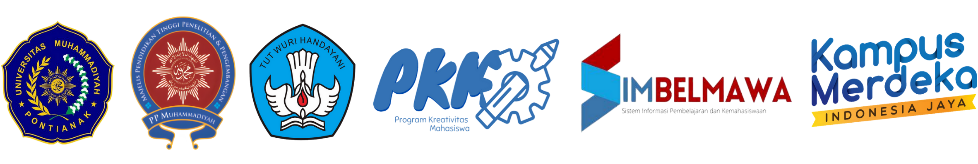 UNIVERSITAS MUHAMMADIYAH
PONTIANAK
MAJELIS PENDIDIKAN TINGGI PENELITIAN & PENGEMBANGAN
PP MUHAMMADIYAH
TUT WURI HANDAYANI
PKM
Program Kreativitas
Mahasiswa
SIMBELMAWA
Sistem Informasi Pembelajaran dan Kemahasiswaan
Kampus
Merdeka
INDONESIA JAYA